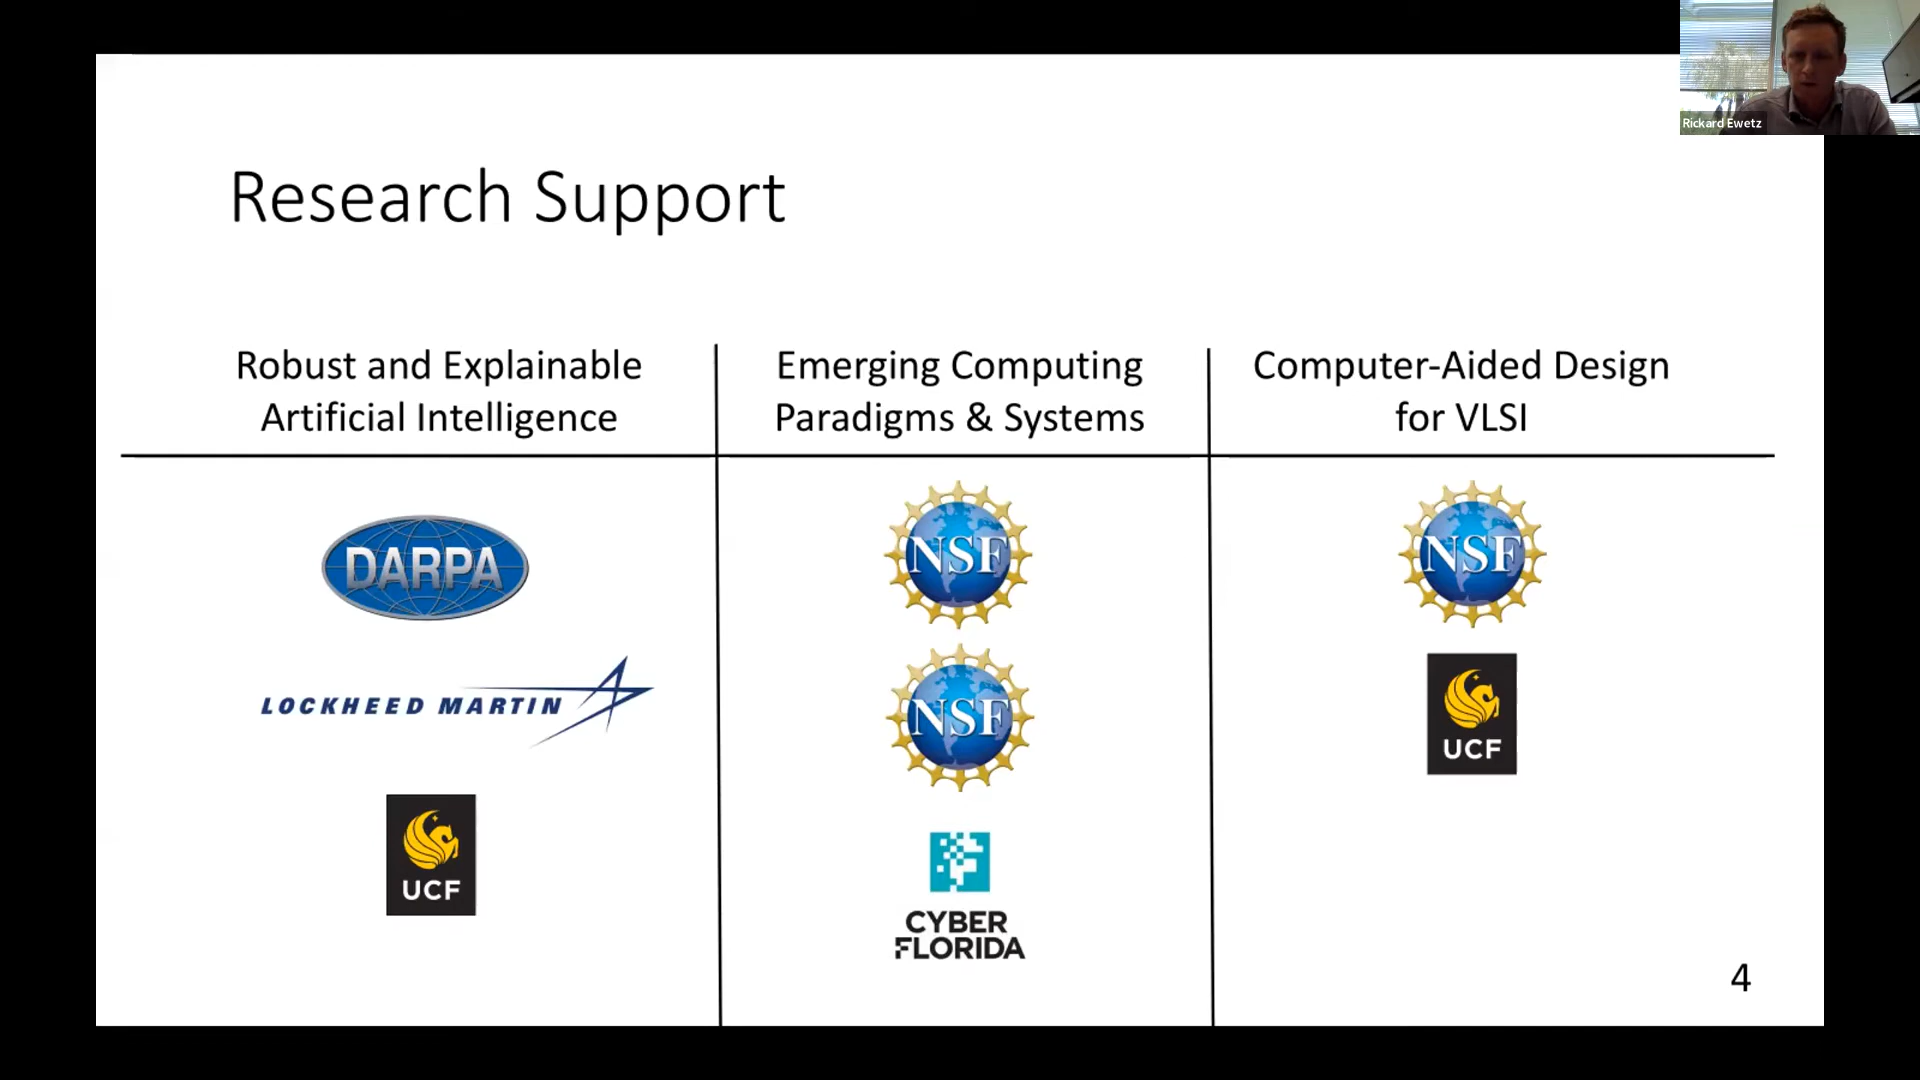 Rickard Ewetz
Research Support
Robust and Explainable
Artificial Intelligence
Emerging Computing
Paradigms & Systems
Computer-Aided Design
for VLSI
DARPA
LOCKHEED MARTIN
UCF
NSF
NSF
CYBER
FLORIDA
NSF
UCF
4